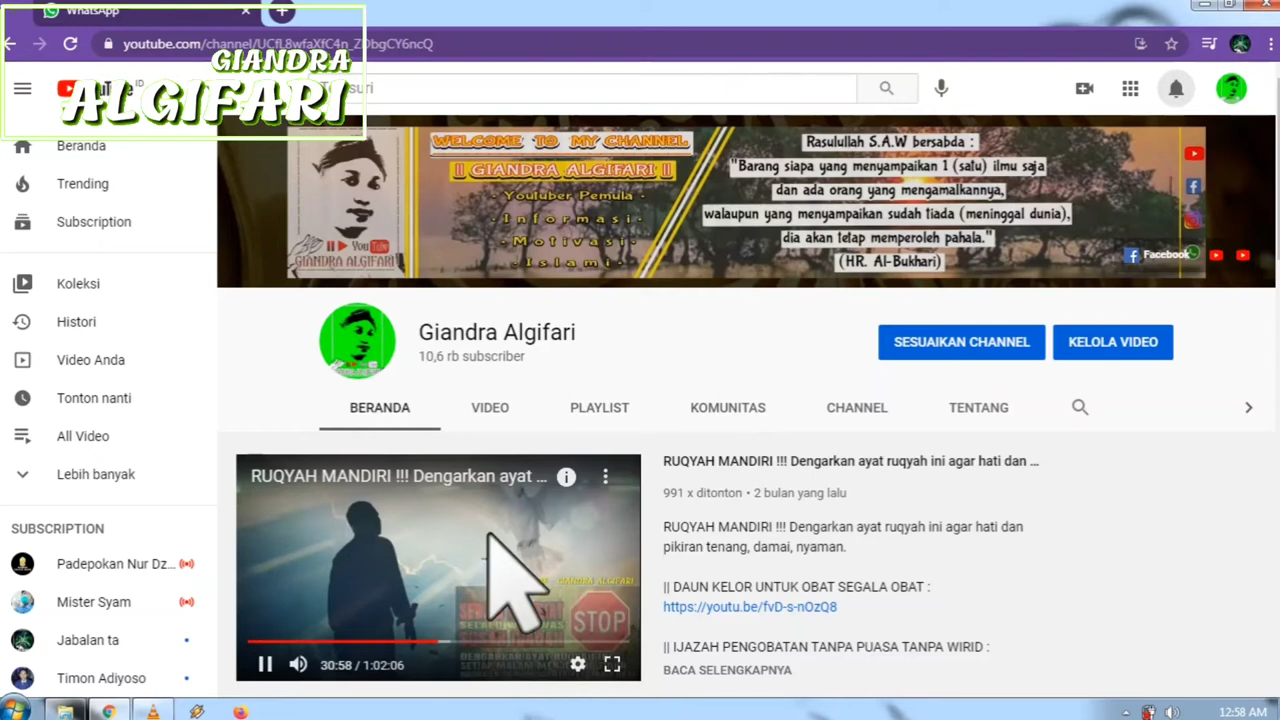 WhatsApp
youtube.com/channel/UCfL8wfaXfC4n_ZDbgCY6ncQ
GIANDRA
ALGIFARI
ID
Beranda
Trending
Subscription
Koleksi
Histori
Video Anda
Tonton nanti
All Video
Lebih banyak
SUBSCRIPTION
Padepokan Nur Dz...
Mister Syam
Jabalan ta
Timon Adiyoso
WELCOME TO MY CHANNEL
|| GIANDRA ALGIFARI ||
- Youtuber Pemula -
- Informasi -
- Motivasi -
- Islami -
YouTube
GIANDRA ALGIFARI
Rasulullah S.A.W bersabda :
"Barang siapa yang menyampaikan 1 (satu) ilmu saja
dan ada orang yang mengamalkannya,
walaupun yang menyampaikan sudah tiada (meninggal dunia),
dia akan tetap memperoleh pahala."
(HR. Al-Bukhari)
Facebook
Giandra Algifari
10,6 rb subscriber
SESUAIKAN CHANNEL
KELOLA VIDEO
BERANDA
VIDEO
PLAYLIST
KOMUNITAS
CHANNEL
TENTANG
RUQYAH MANDIRI !!! Dengarkan ayat ...
GIANDRA ALGIFARI
STOP
30:58 / 1:02:06
RUQYAH MANDIRI !!! Dengarkan ayat ruqyah ini agar hati dan ...
991 x ditonton • 2 bulan yang lalu
RUQYAH MANDIRI !!! Dengarkan ayat ruqyah ini agar hati dan
pikiran tenang, damai, nyaman.
|| DAUN KELOR UNTUK OBAT SEGALA OBAT :
https://youtu.be/fvD-s-nOzQ8
|| IJAZAH PENGOBATAN TANPA PUASA TANPA WIRID :
BACA SELENGKAPNYA
12:58 AM